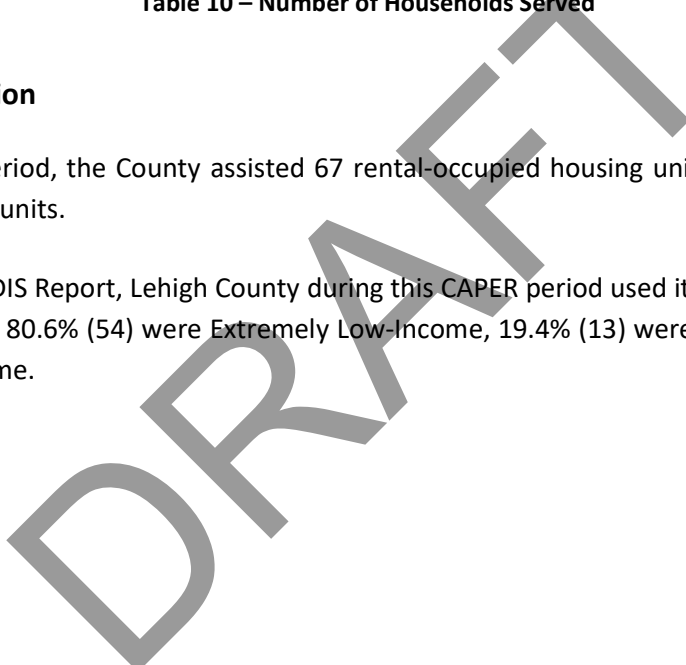 Table 10 – Number of Households Served
ion
eriod, the County assisted 67 rental-occupied housing uni
units.
DIS Report, Lehigh County during this CAPER period used it
80.6% (54) were Extremely Low-Income, 19.4% (13) were
me.
DRAFT